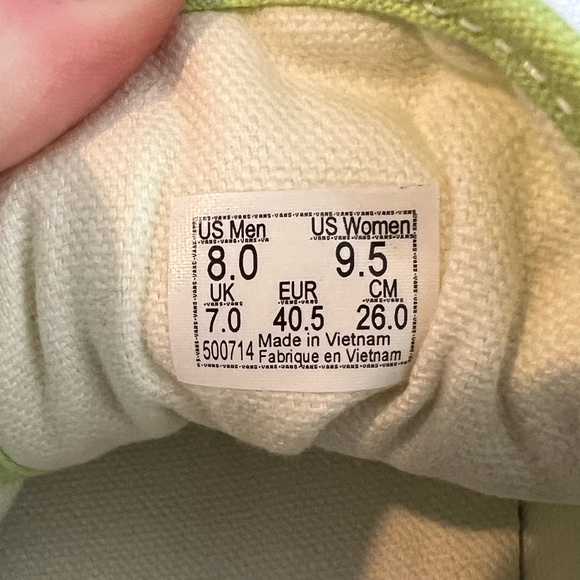 US Men US Women
8.0 9.5
UK EUR CM
7.0 40.5 26.0
500714 Made in Vietnam
Fabrique en Vietnam